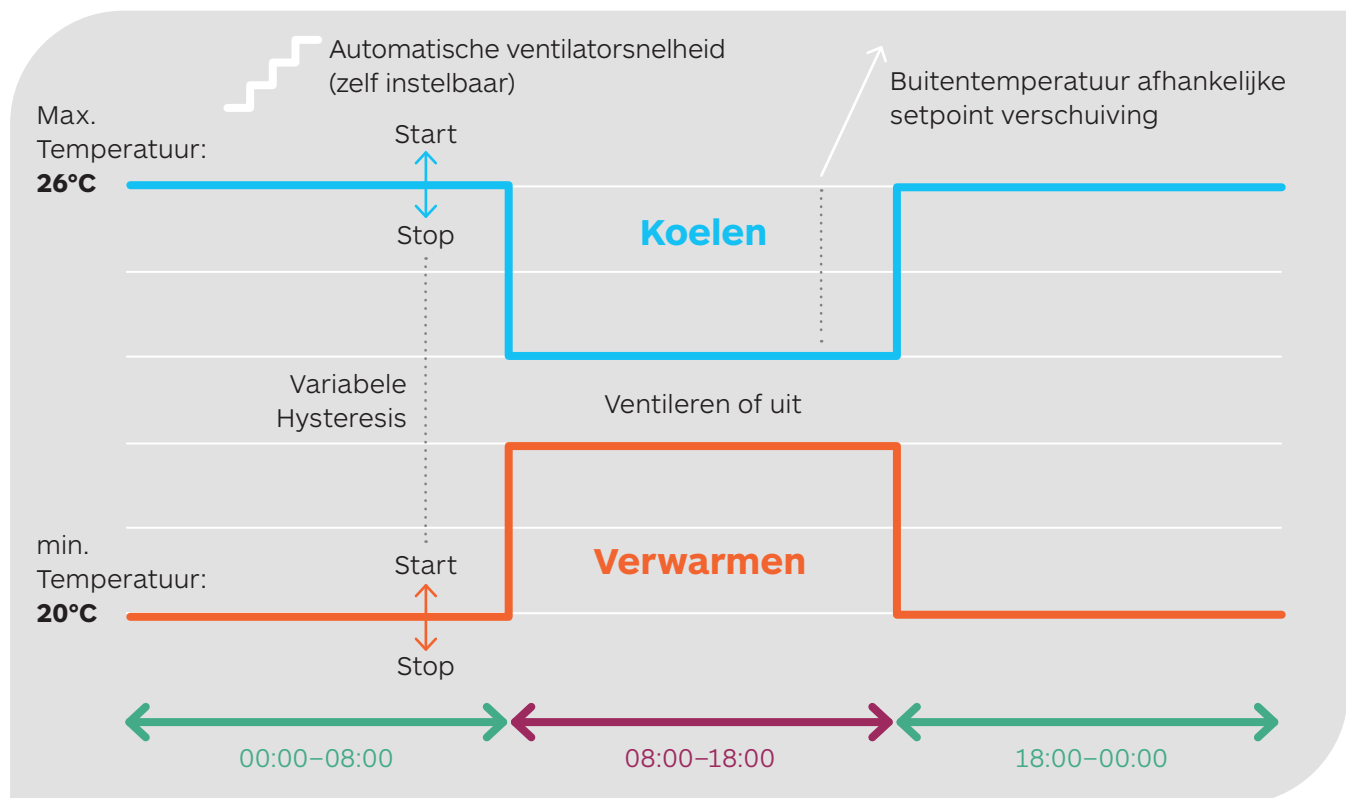 Automatische ventilatorsnelheid
(zelf instelbaar)
Buitentemperatuur afhankelijke
setpoint verschuiving
Max.
Temperatuur:
26°C
Start
Stop
Koelen
Variabele
Hysteresis
Ventileren of uit
min.
Temperatuur:
20°C
Start
Stop
Verwarmen
00:00–08:00
08:00–18:00
18:00–00:00